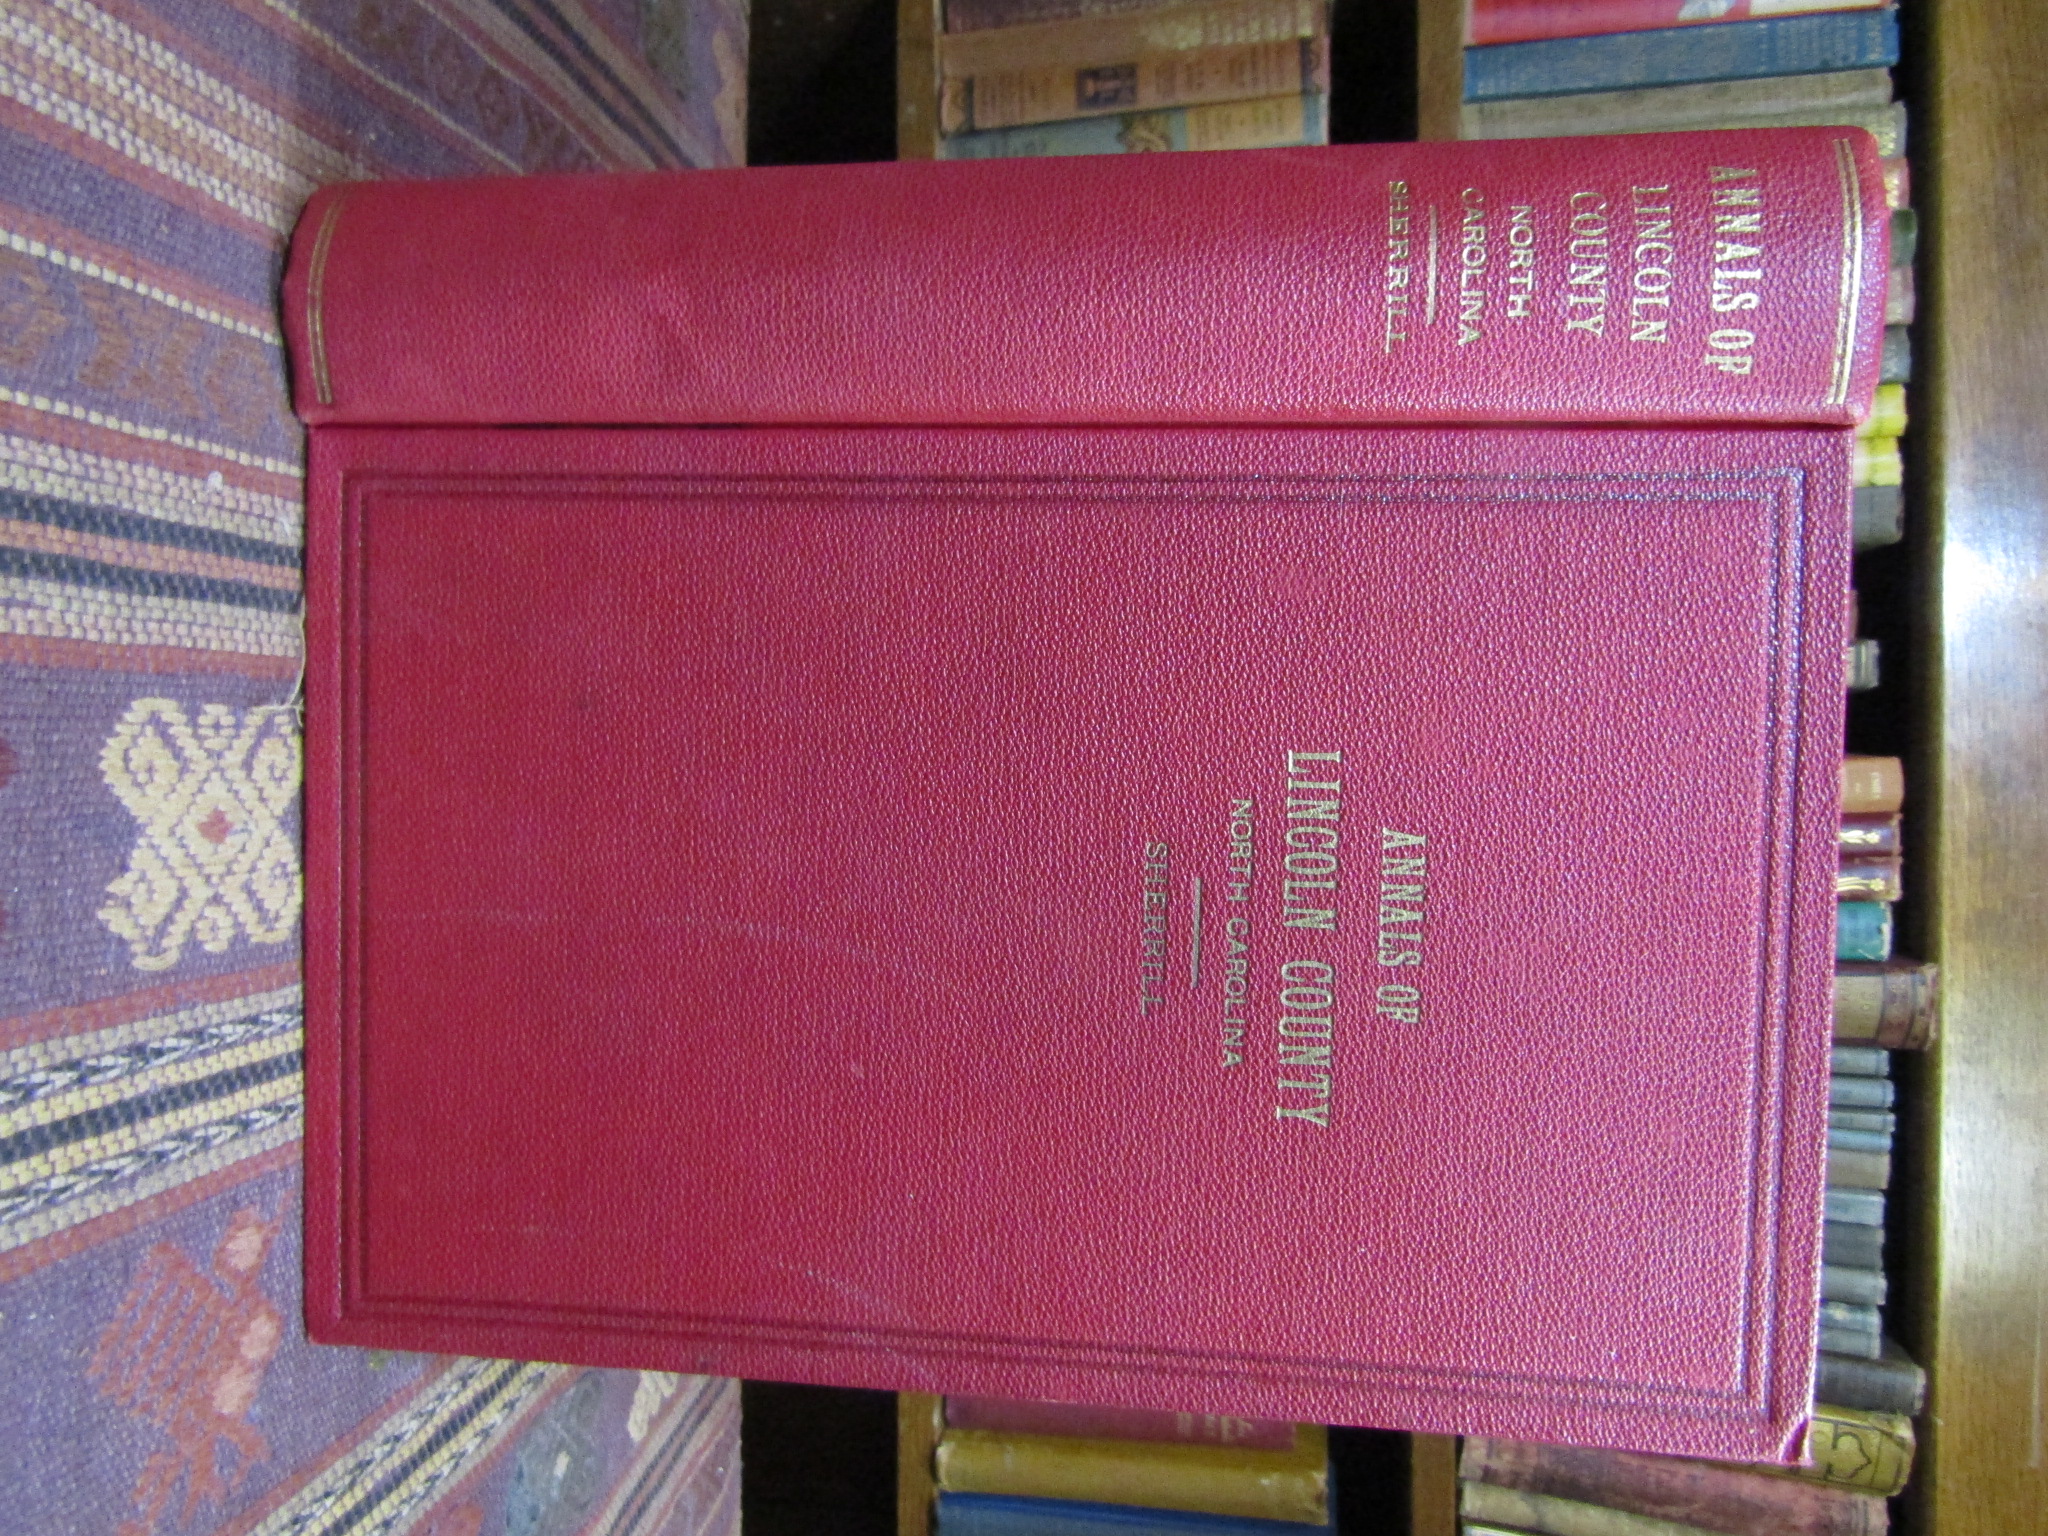 ANNALS OF
LINCOLN
COUNTY
NORTH
CAROLINA
SHERRILL
ANNALS OF
LINCOLN COUNTY
NORTH CAROLINA
SHERRILL